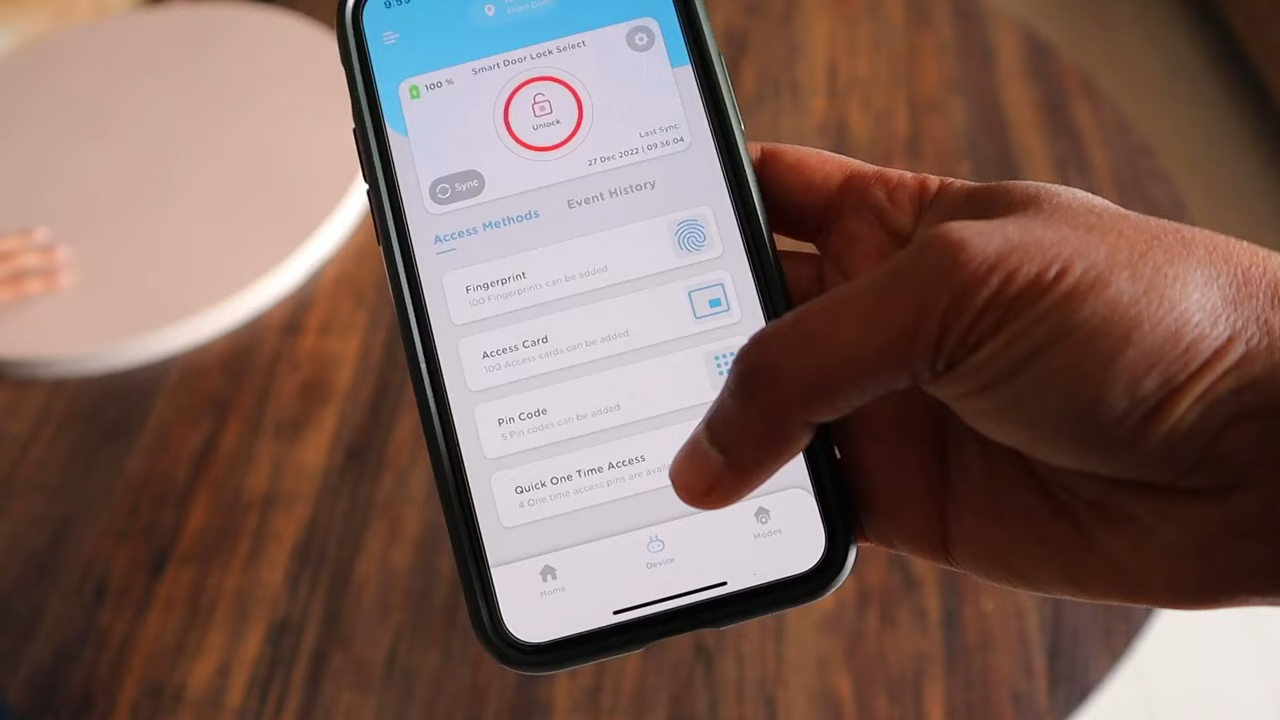 9:59
Smart Door Lock Select
100 %
Unlock
Last Sync:
27 Dec 2022 | 09:56:04
Sync
Access Methods
Event History
Fingerprint
100 Fingerprints can be added
Access Card
100 Access cards can be added
Pin Code
5 Pin codes can be added
Quick One Time Access
4 One time access pins are
Home
Device
Modes